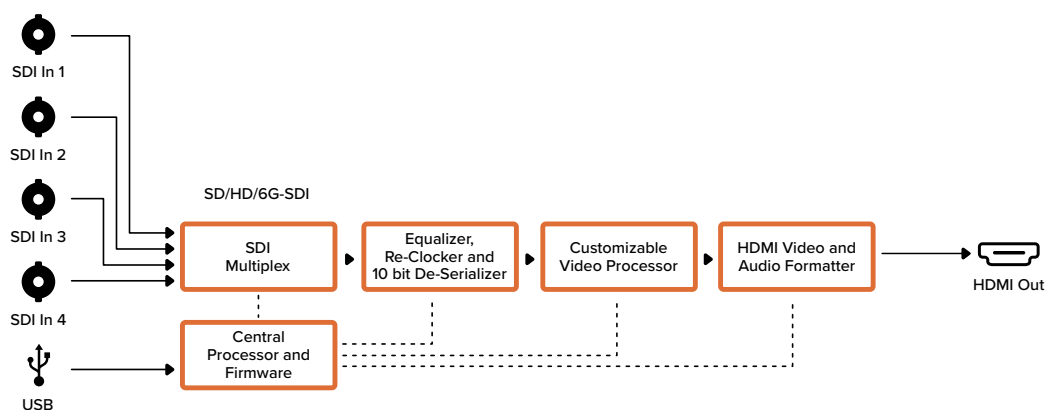 SDI In 1
SDI In 2
SDI In 3
SDI In 4
USB
SD/HD/6G-SDI
SDI
Multiplex
Equalizer,
Re-Clocker and
10 bit De-Serializer
Customizable
Video Processor
HDMI Video and
Audio Formatter
HDMI Out
Central
Processor and
Firmware